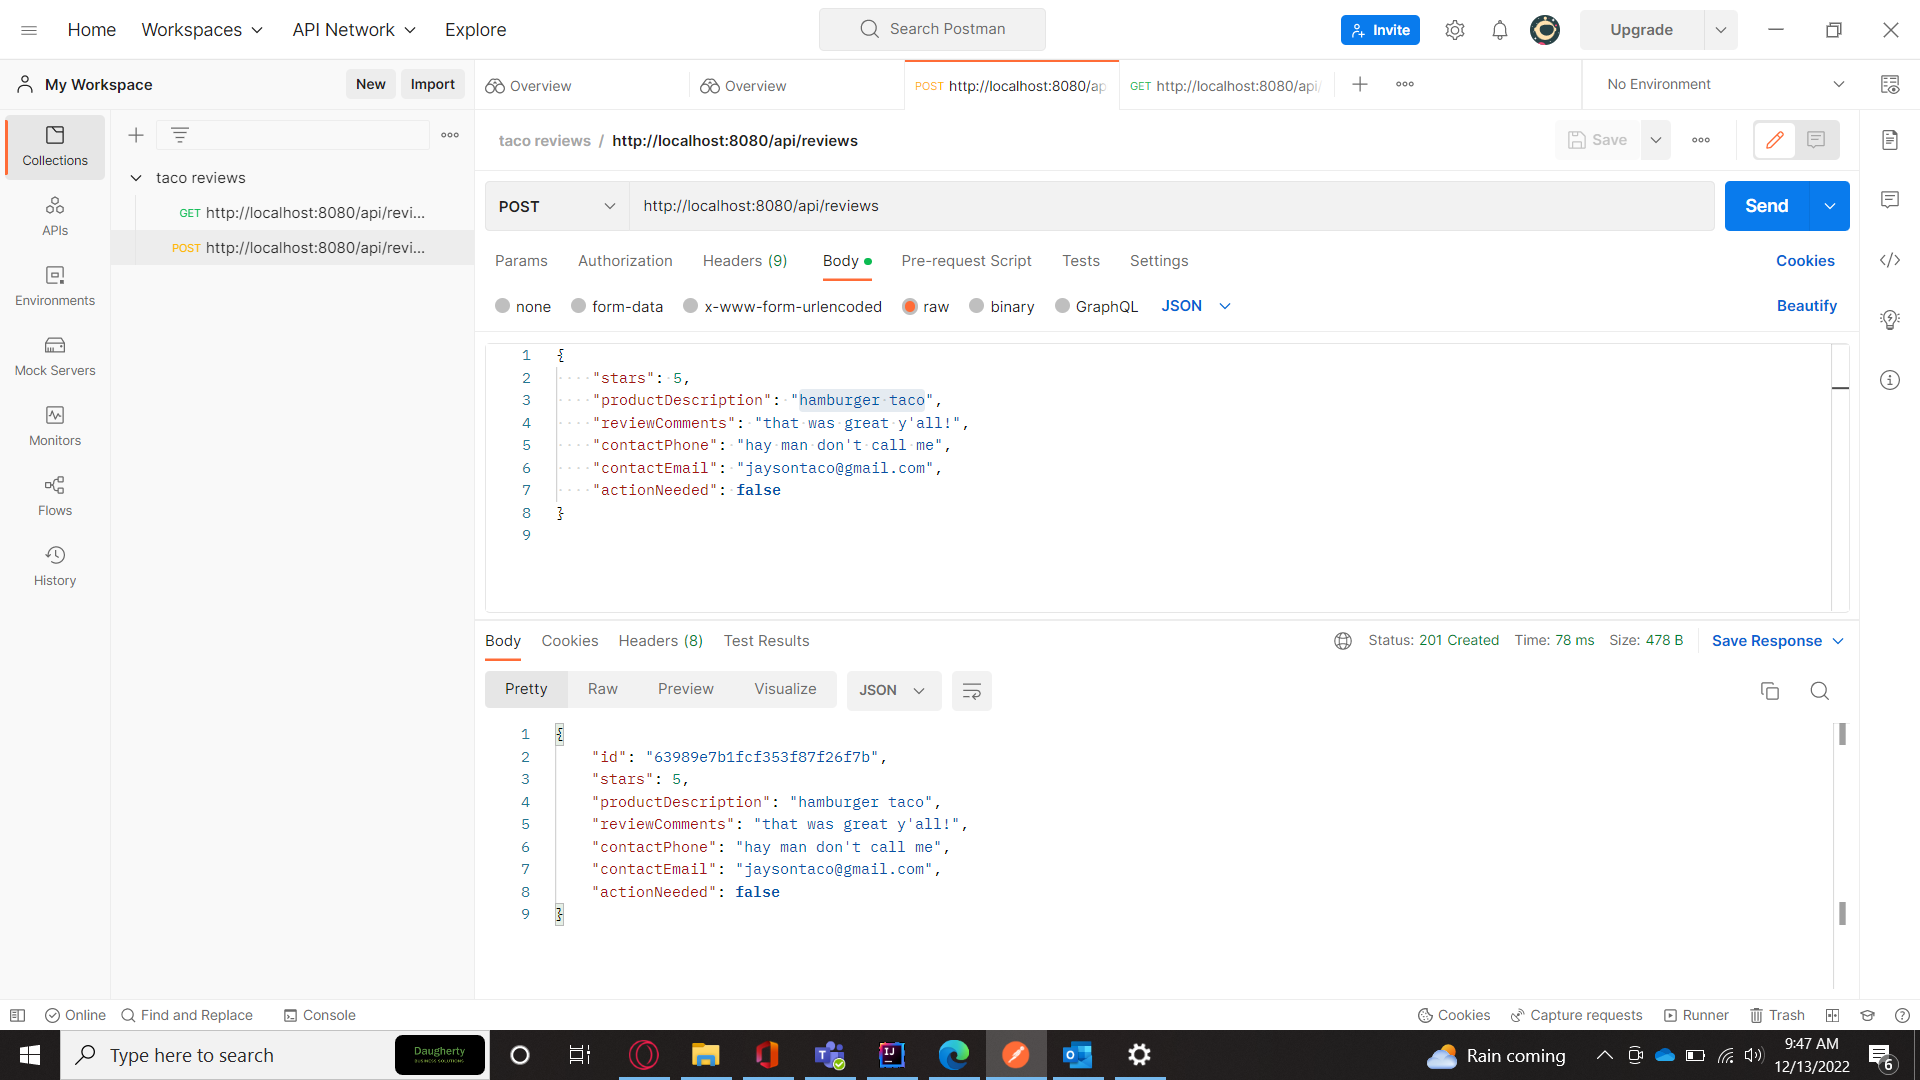 Home
Workspaces
API Network
Explore
Search Postman
Invite
Upgrade
My Workspace
New
Import
Overview
Overview
POST http://localhost:8080/ap
GET http://localhost:8080/api/
No Environment
Collections
APIs
Environments
Mock Servers
Monitors
Flows
History
taco reviews
GET http://localhost:8080/api/revi...
POST http://localhost:8080/api/revi...
taco reviews / http://localhost:8080/api/reviews
Save
POST
http://localhost:8080/api/reviews
Send
Params
Authorization
Headers (9)
Body
Pre-request Script
Tests
Settings
Cookies
none
form-data
x-www-form-urlencoded
raw
binary
GraphQL
JSON
Beautify
1 {
2 "stars": 5,
3 "productDescription": "hamburger taco",
4 "reviewComments": "that was great y'all!",
5 "contactPhone": "hay man don't call me",
6 "contactEmail": "jaysontaco@gmail.com",
7 "actionNeeded": false
8 }
9
Body
Cookies
Headers (8)
Test Results
Status: 201 Created
Time: 78 ms
Size: 478 B
Save Response
Pretty
Raw
Preview
Visualize
JSON
1 {
2 "id": "63989e7b1fcf353f87f26f7b",
3 "stars": 5,
4 "productDescription": "hamburger taco",
5 "reviewComments": "that was great y'all!",
6 "contactPhone": "hay man don't call me",
7 "contactEmail": "jaysontaco@gmail.com",
8 "actionNeeded": false
9 }
Online
Find and Replace
Console
Cookies
Capture requests
Runner
Trash
Type here to search
Daugherty
BUSINESS SOLUTIONS
Rain coming
9:47 AM
12/13/2022
6